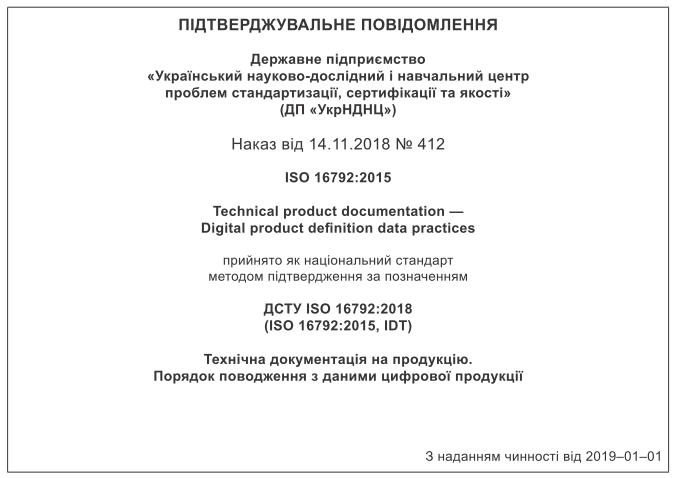 ПІДТВЕРДЖУВАЛЬНЕ ПОВІДОМЛЕННЯ
Державне підприємство
«Український науково-дослідний і навчальний центр
проблем стандартизації, сертифікації та якості»
(ДП «УкрНДНЦ»)
Наказ від 14.11.2018 № 412
ISO 16792:2015
Technical product documentation —
Digital product definition data practices
прийнято як національний стандарт
методом підтвердження за позначенням
ДСТУ ISO 16792:2018
(ISO 16792:2015, IDT)
Технічна документація на продукцію.
Порядок поводження з даними цифрової продукції
З наданням чинності від 2019–01–01